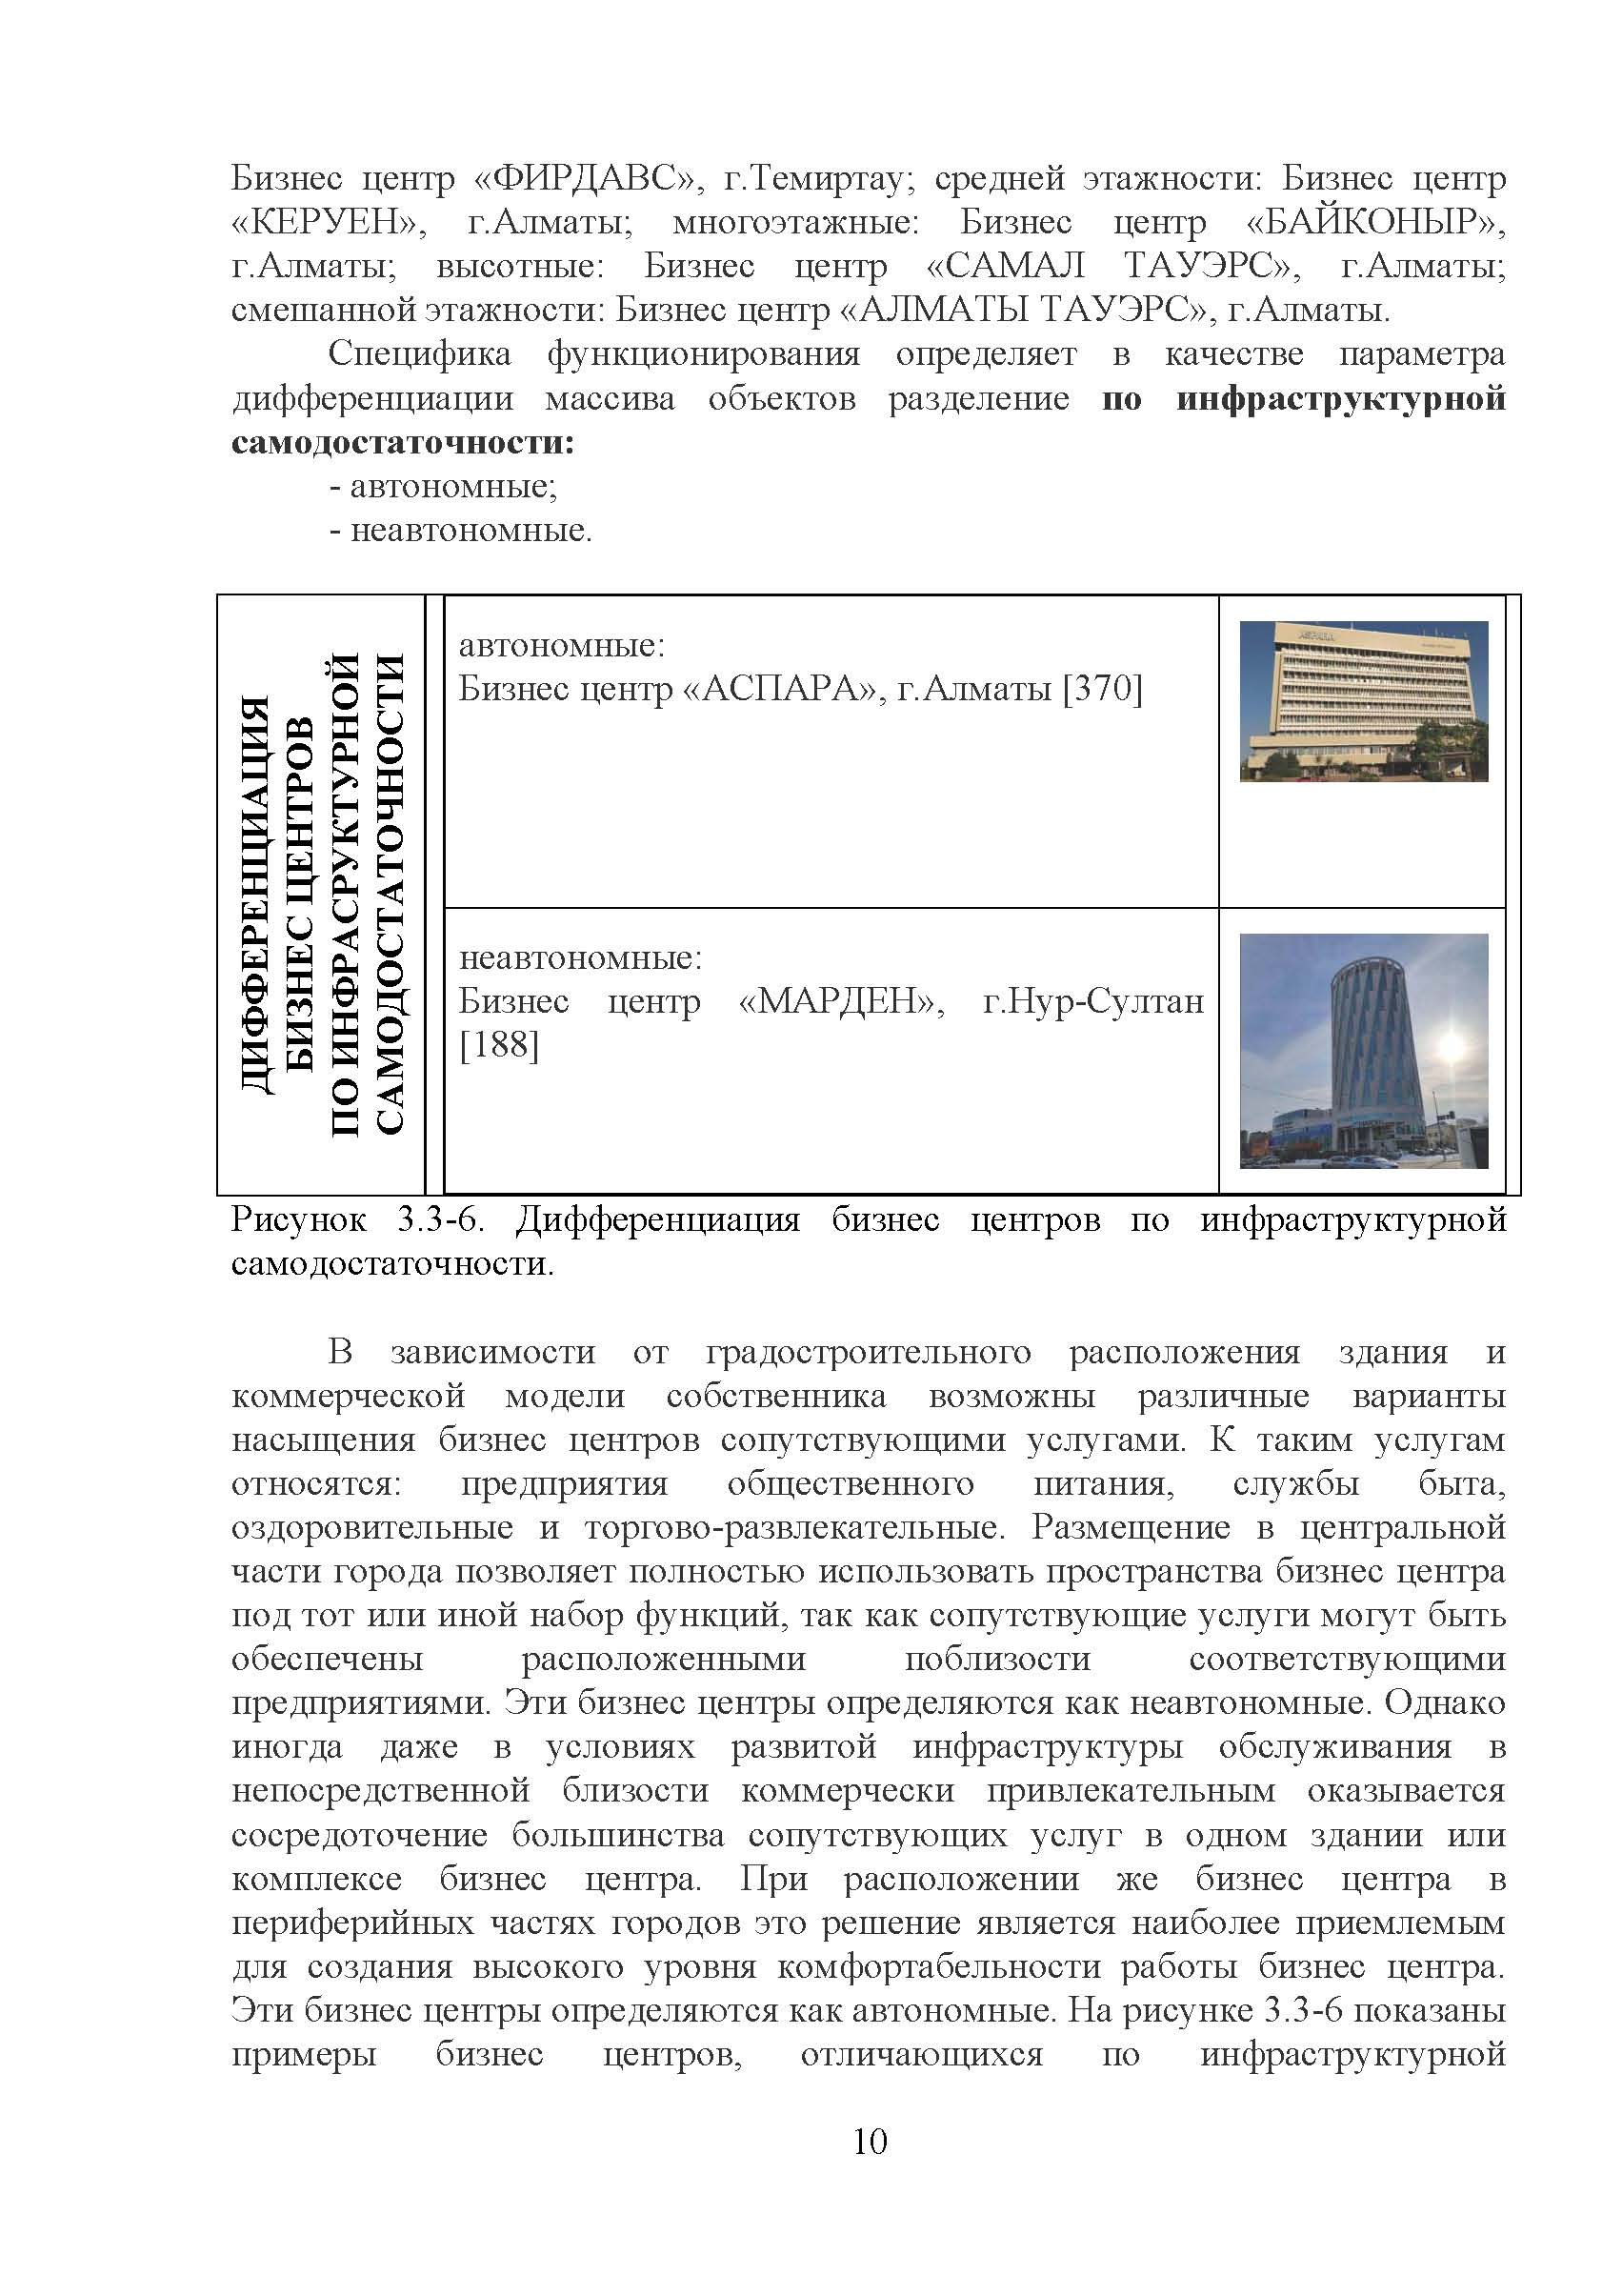 Бизнес центр «ФИРДАВС», г.Темиртау; средней этажности: Бизнес центр
«КЕРУЕН», г.Алматы; многоэтажные: Бизнес центр «БАЙКОНЫР»,
г.Алматы; высотные: Бизнес центр «САМАЛ ТАУЭРС», г.Алматы;
смешанной этажности: Бизнес центр «АЛМАТЫ ТАУЭРС», г.Алматы.
Специфика функционирования определяет в качестве параметра
дифференциации массива объектов разделение по инфраструктурной
самодостаточности:
- автономные;
- неавтономные.
ДИФФЕРЕНЦИАЦИЯ
БИЗНЕС ЦЕНТРОВ
ПО ИНФРАСРУКТУРНОЙ
САМОДОСТАТОЧНОСТИ
автономные:
Бизнес центр «АСПАРА», г.Алматы [370]
неавтономные:
Бизнес центр «МАРДЕН», г.Нур-Султан
[188]
Рисунок 3.3-6. Дифференциация бизнес центров по инфраструктурной
самодостаточности.
В зависимости от градостроительного расположения здания и
коммерческой модели собственника возможны различные варианты
насыщения бизнес центров сопутствующими услугами. К таким услугам
относятся: предприятия общественного питания, службы быта,
оздоровительные и торгово-развлекательные. Размещение в центральной
части города позволяет полностью использовать пространства бизнес центра
под тот или иной набор функций, так как сопутствующие услуги могут быть
обеспечены расположенными поблизости соответствующими
предприятиями. Эти бизнес центры определяются как неавтономные. Однако
иногда даже в условиях развитой инфраструктуры обслуживания в
непосредственной близости коммерчески привлекательным оказывается
сосредоточение большинства сопутствующих услуг в одном здании или
комплексе бизнес центра. При расположении же бизнес центра в
периферийных частях городов это решение является наиболее приемлемым
для создания высокого уровня комфортабельности работы бизнес центра.
Эти бизнес центры определяются как автономные. На рисунке 3.3-6 показаны
примеры бизнес центров, отличающихся по инфраструктурной
10